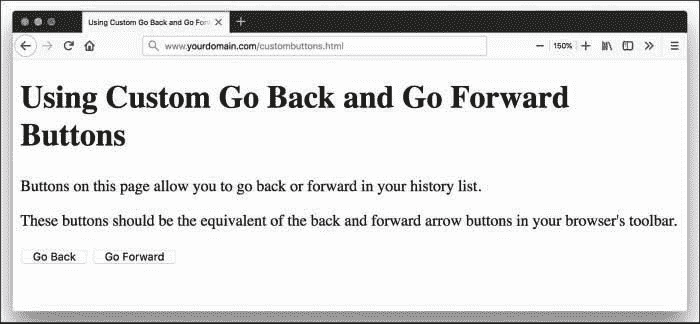 Using Custom Go Back and Go Forw
www.yourdomain.com/custombuttons.html
150%
Using Custom Go Back and Go Forward
Buttons
Buttons on this page allow you to go back or forward in your history list.
These buttons should be the equivalent of the back and forward arrow buttons in your browser's toolbar.
Go Back Go Forward